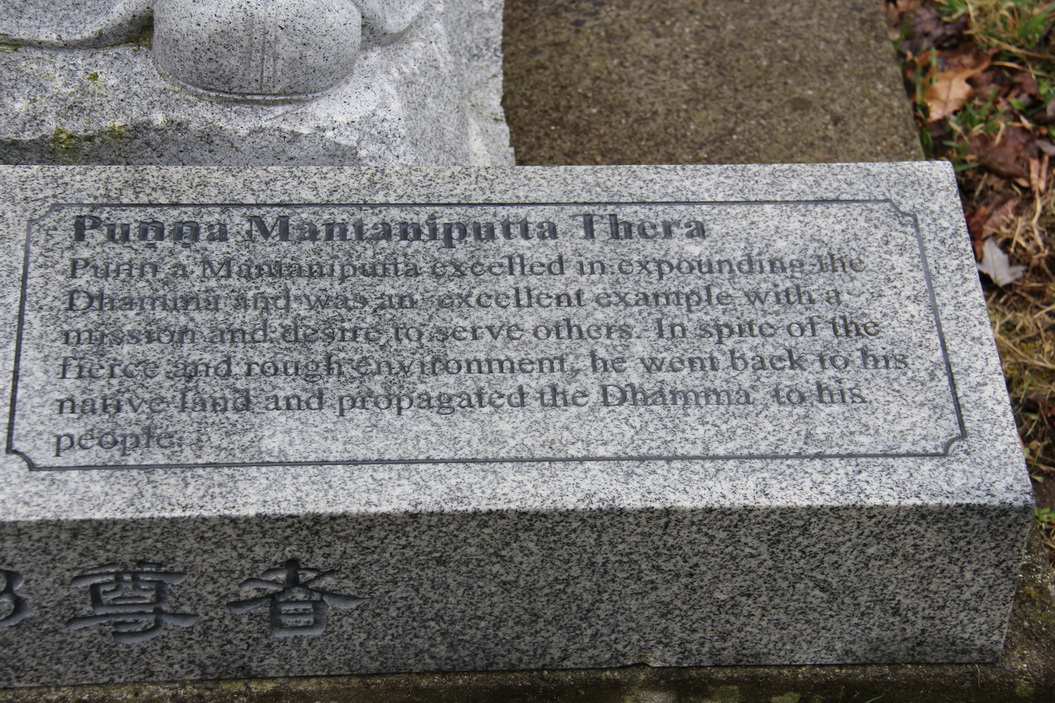 Puṇṇa Mantaniputta Thera
Punn a Mantaniputta excelled in expounding the
Dhamma and was an excellent example with a
mission and desire to serve others. In spite of the
fierce and rough environment, he went back to his
native land and propagated the Dhamma to his
people.
尊者